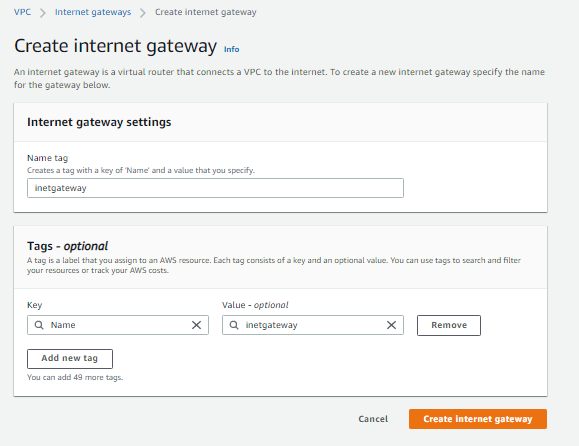 VPC > Internet gateways > Create internet gateway
Create internet gateway Info
An internet gateway is a virtual router that connects a VPC to the internet. To create a new internet gateway specify the name
for the gateway below.
Internet gateway settings
Name tag
Creates a tag with a key of 'Name' and a value that you specify.
inetgateway
Tags - optional
A tag is a label that you assign to an AWS resource. Each tag consists of a key and an optional value. You can use tags to search and filter
your resources or track your AWS costs.
Key Value - optional
Name inetgateway Remove
Add new tag
You can add 49 more tags.
Cancel Create internet gateway